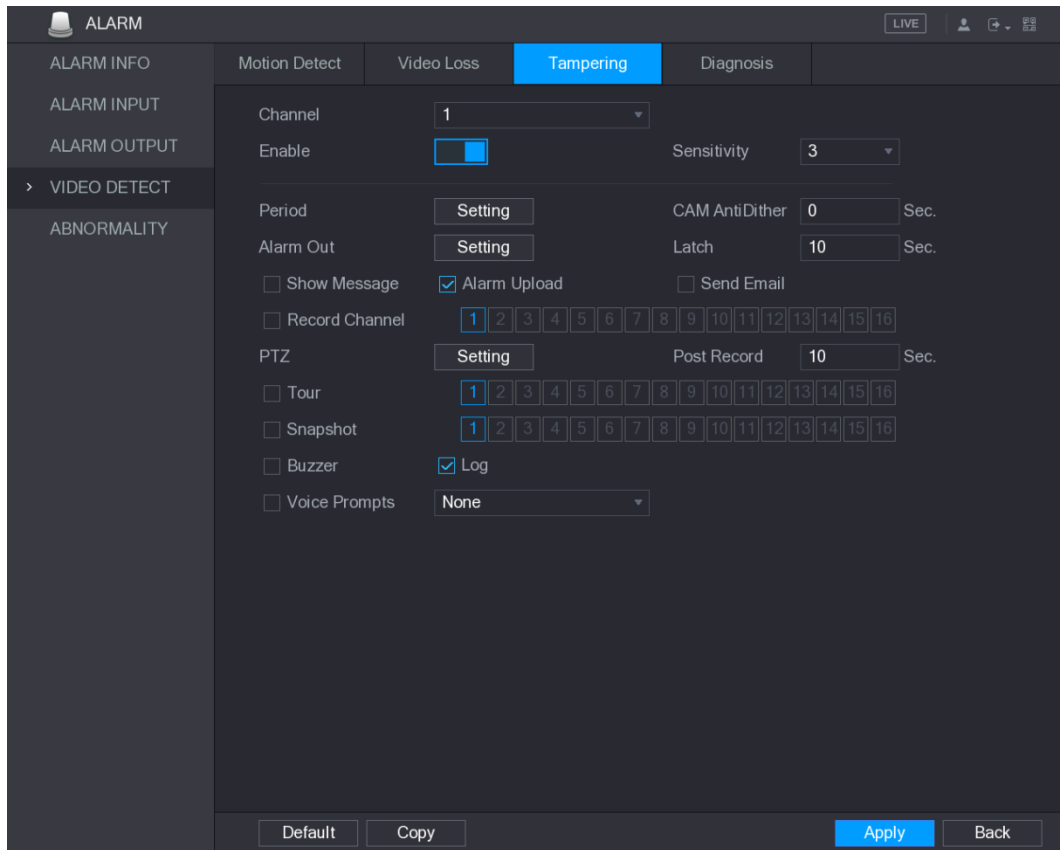 ALARM
LIVE
ALARM INFO
ALARM INPUT
ALARM OUTPUT
> VIDEO DETECT
ABNORMALITY
Motion Detect Video Loss Tampering Diagnosis
Channel 1
Enable Sensitivity 3
Period Setting CAM AntiDither 0 Sec.
Alarm Out Setting Latch 10 Sec.
Show Message Alarm Upload Send Email
Record Channel 1 2 3 4 5 6 7 8 9 10 11 12 13 14 15 16
PTZ Setting Post Record 10 Sec.
Tour 1 2 3 4 5 6 7 8 9 10 11 12 13 14 15 16
Snapshot 1 2 3 4 5 6 7 8 9 10 11 12 13 14 15 16
Buzzer Log
Voice Prompts None
Default Copy Apply Back